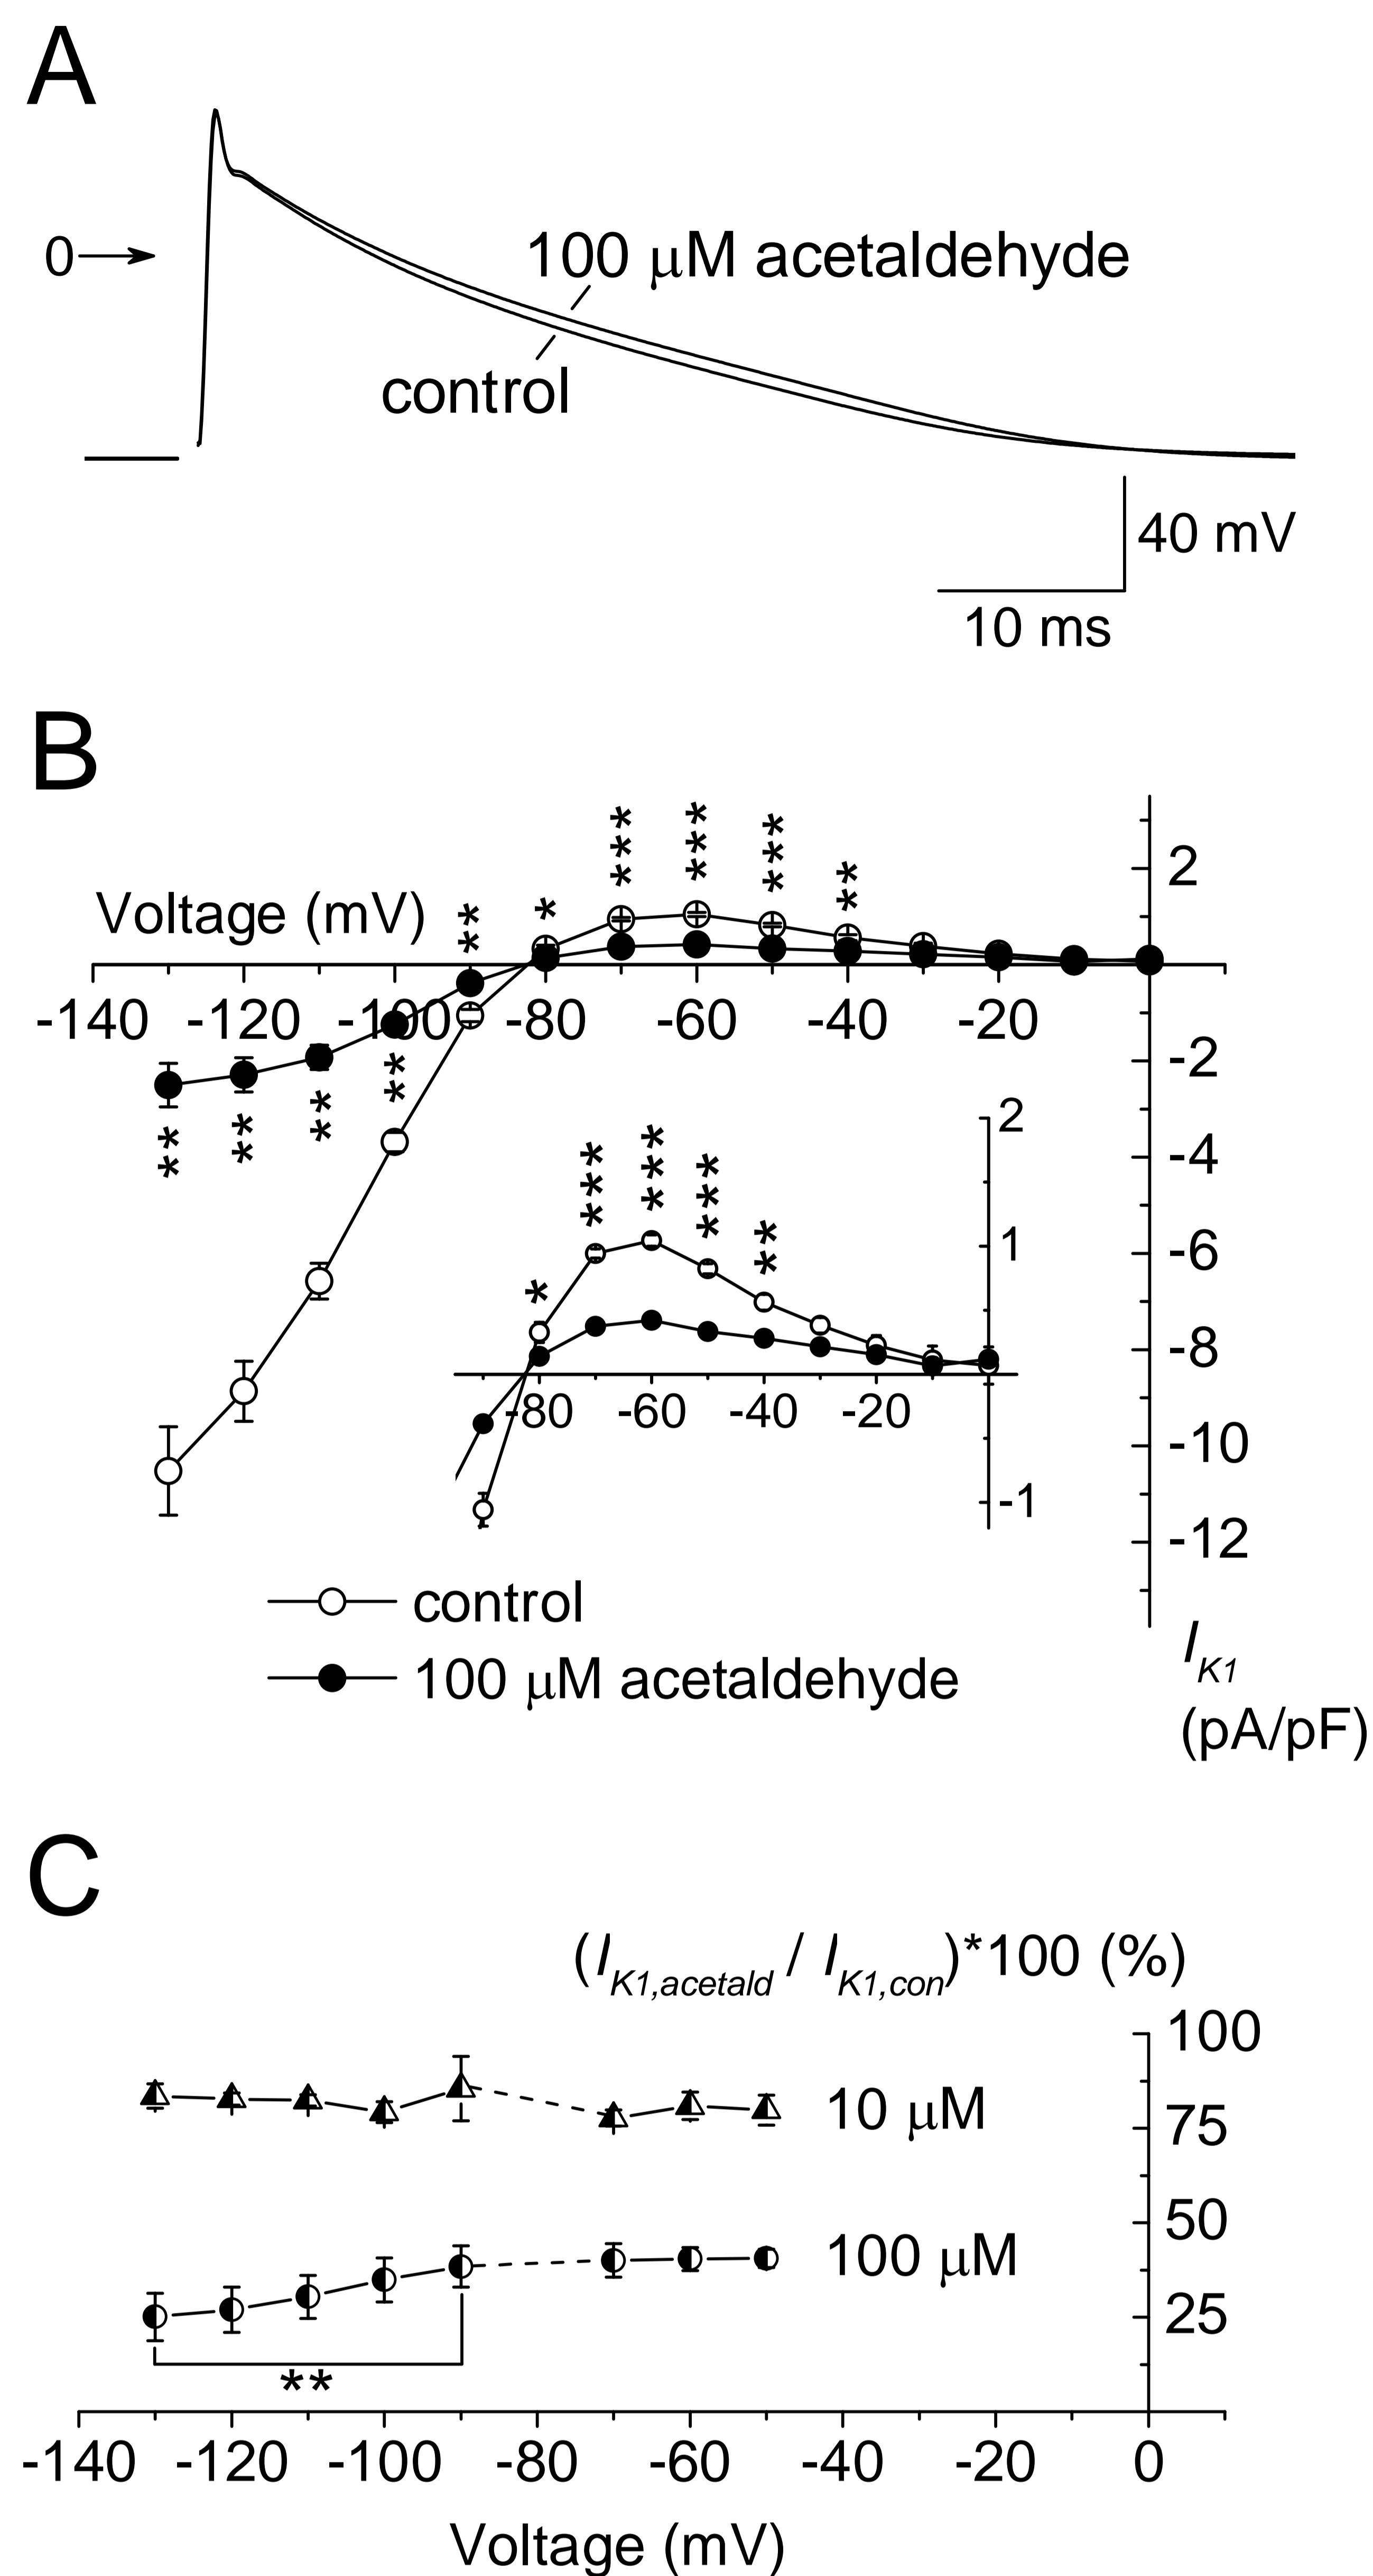 A
0
100 μM acetaldehyde
control
40 mV
10 ms
B
*** *** *** **
2
Voltage (mV) ** *
-140 -120 -100 -80 -60 -40 -20
-2
** ** ** **
-4
-6
-8
-10
-12
2
*** *** *** **
1
*
-80 -60 -40 -20
-1
control
100 μM acetaldehyde
I K1
(pA/pF)
C
(I K1,acetald / I K1,con)*100 (%)
100
10 μM
75
50
100 μM
25
**
-140 -120 -100 -80 -60 -40 -20 0
Voltage (mV)